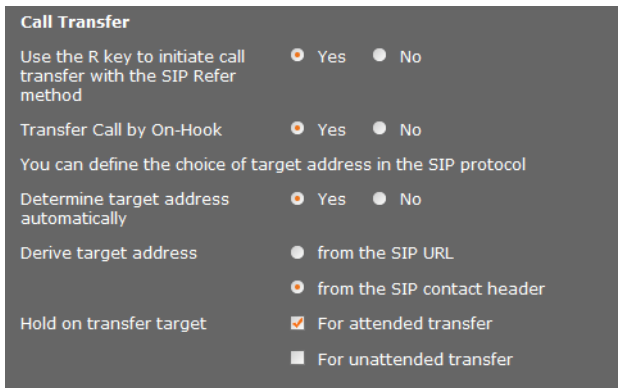 Call Transfer
Use the R key to initiate call Yes No
transfer with the SIP Refer
method
Transfer Call by On-Hook Yes No
You can define the choice of target address in the SIP protocol
Determine target address Yes No
automatically
Derive target address from the SIP URL
from the SIP contact header
Hold on transfer target For attended transfer
For unattended transfer